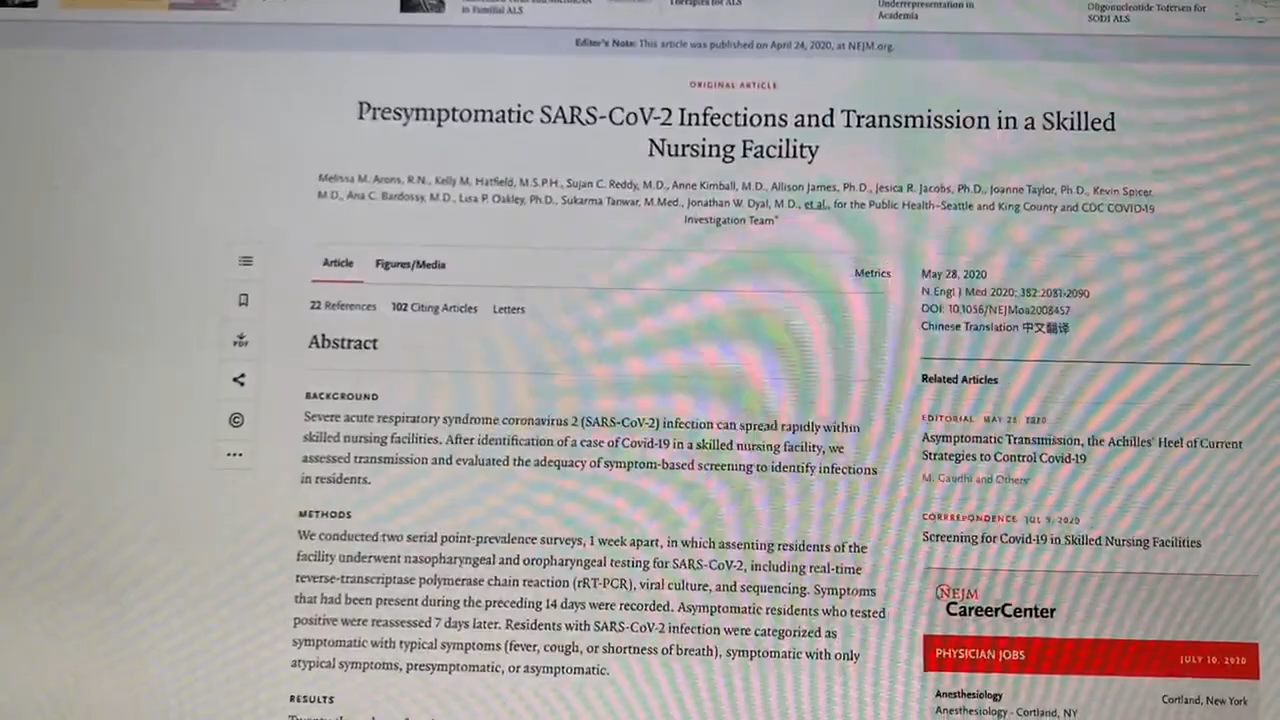 in Familial ALS
Therapies for ALS
Underrepresentation in
Academia
Oligonucleotide Tofersen for
SOD1 ALS
Editor's Note: This article was published on April 24, 2020, at NEJM.org.
ORIGINAL ARTICLE
Presymptomatic SARS-CoV-2 Infections and Transmission in a Skilled
Nursing Facility
Melissa M. Arons, R.N., Kelly M. Hatfield, M.S.P.H., Sujan C. Reddy, M.D., Anne Kimball, M.D., Allison James, Ph.D., Jesica R. Jacobs, Ph.D., Joanne Taylor, Ph.D., Kevin Spicer,
M.D., Ana C. Bardossy, M.D., Lisa P. Oakley, Ph.D., Sukarma Tanwar, M.Med., Jonathan W. Dyal, M.D., et al., for the Public Health–Seattle and King County and CDC COVID-19
Investigation Team*
Article Figures/Media
Metrics
22 References 102 Citing Articles Letters
May 28, 2020
N Engl J Med 2020; 382:2081-2090
DOI: 10.1056/NEJMoa2008457
Chinese Translation 中文翻译
PDF
Abstract
BACKGROUND
Severe acute respiratory syndrome coronavirus 2 (SARS-CoV-2) infection can spread rapidly within
skilled nursing facilities. After identification of a case of Covid-19 in a skilled nursing facility, we
assessed transmission and evaluated the adequacy of symptom-based screening to identify infections
in residents.
METHODS
We conducted two serial point-prevalence surveys, 1 week apart, in which assenting residents of the
facility underwent nasopharyngeal and oropharyngeal testing for SARS-CoV-2, including real-time
reverse-transcriptase polymerase chain reaction (rRT-PCR), viral culture, and sequencing. Symptoms
that had been present during the preceding 14 days were recorded. Asymptomatic residents who tested
positive were reassessed 7 days later. Residents with SARS-CoV-2 infection were categorized as
symptomatic with typical symptoms (fever, cough, or shortness of breath), symptomatic with only
atypical symptoms, presymptomatic, or asymptomatic.
RESULTS
Related Articles
EDITORIAL MAY 28, 2020
Asymptomatic Transmission, the Achilles' Heel of Current
Strategies to Control Covid-19
M. Gandhi and Others
CORRESPONDENCE JUL 9, 2020
Screening for Covid-19 in Skilled Nursing Facilities
NEJM
CareerCenter
PHYSICIAN JOBS JULY 10, 2020
Anesthesiology Cortland, New York
Anesthesiology - Cortland, NY